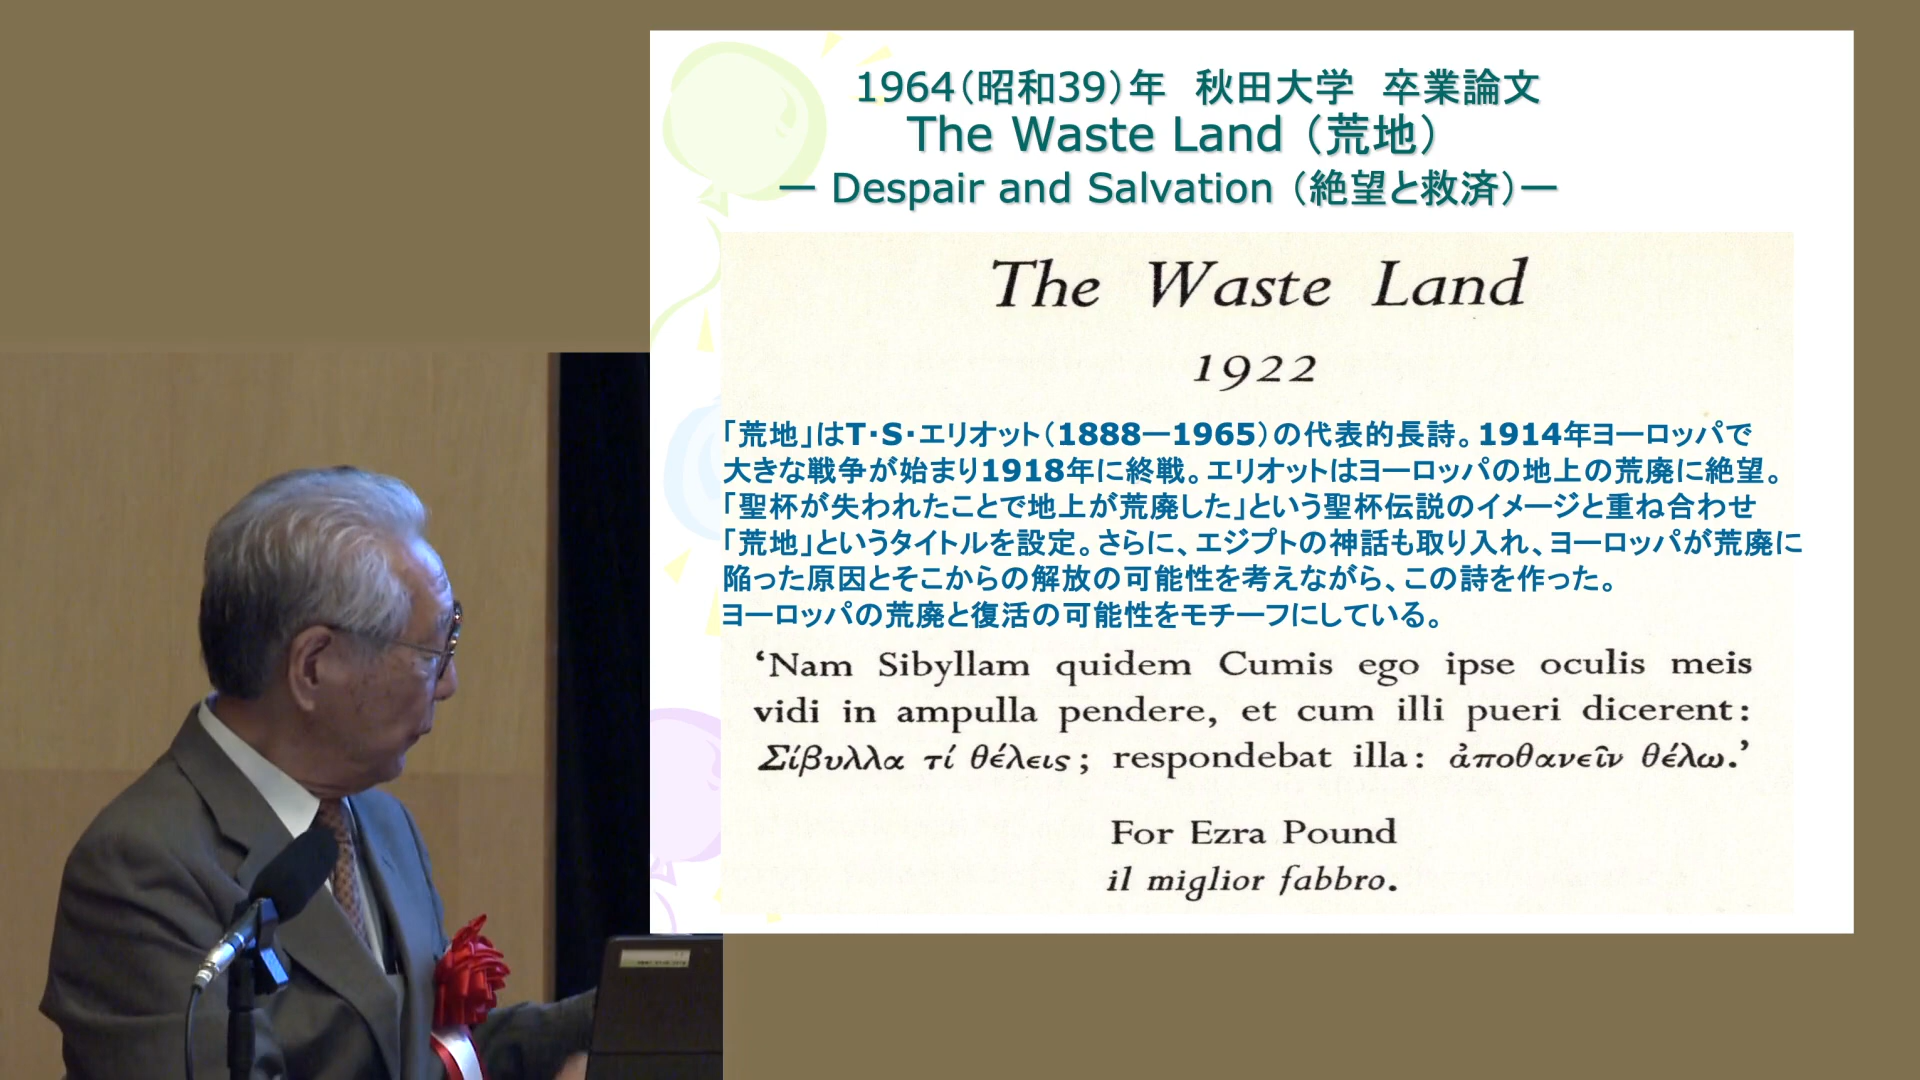 1964（昭和39）年　秋田大学　卒業論文
The Waste Land（荒地）
― Despair and Salvation（絶望と救済）―
The Waste Land
1922
「荒地」はT・S・エリオット（1888―1965）の代表的長詩。1914年ヨーロッパで
大きな戦争が始まり1918年に終戦。エリオットはヨーロッパの地上の荒廃に絶望。
「聖杯が失われたことで地上が荒廃した」という聖杯伝説のイメージと重ね合わせ
「荒地」というタイトルを設定。さらに、エジプトの神話も取り入れ、ヨーロッパが荒廃に
陥った原因とそこからの解放の可能性を考えながら、この詩を作った。
ヨーロッパの荒廃と復活の可能性をモチーフにしている。
‘Nam Sibyllam quidem Cumis ego ipse oculis meis
vidi in ampulla pendere, et cum illi pueri dicerent:
Σίβυλλα τί θέλεις; respondebat illa: ἀποθανεῖν θέλω.’
For Ezra Pound
il miglior fabbro.